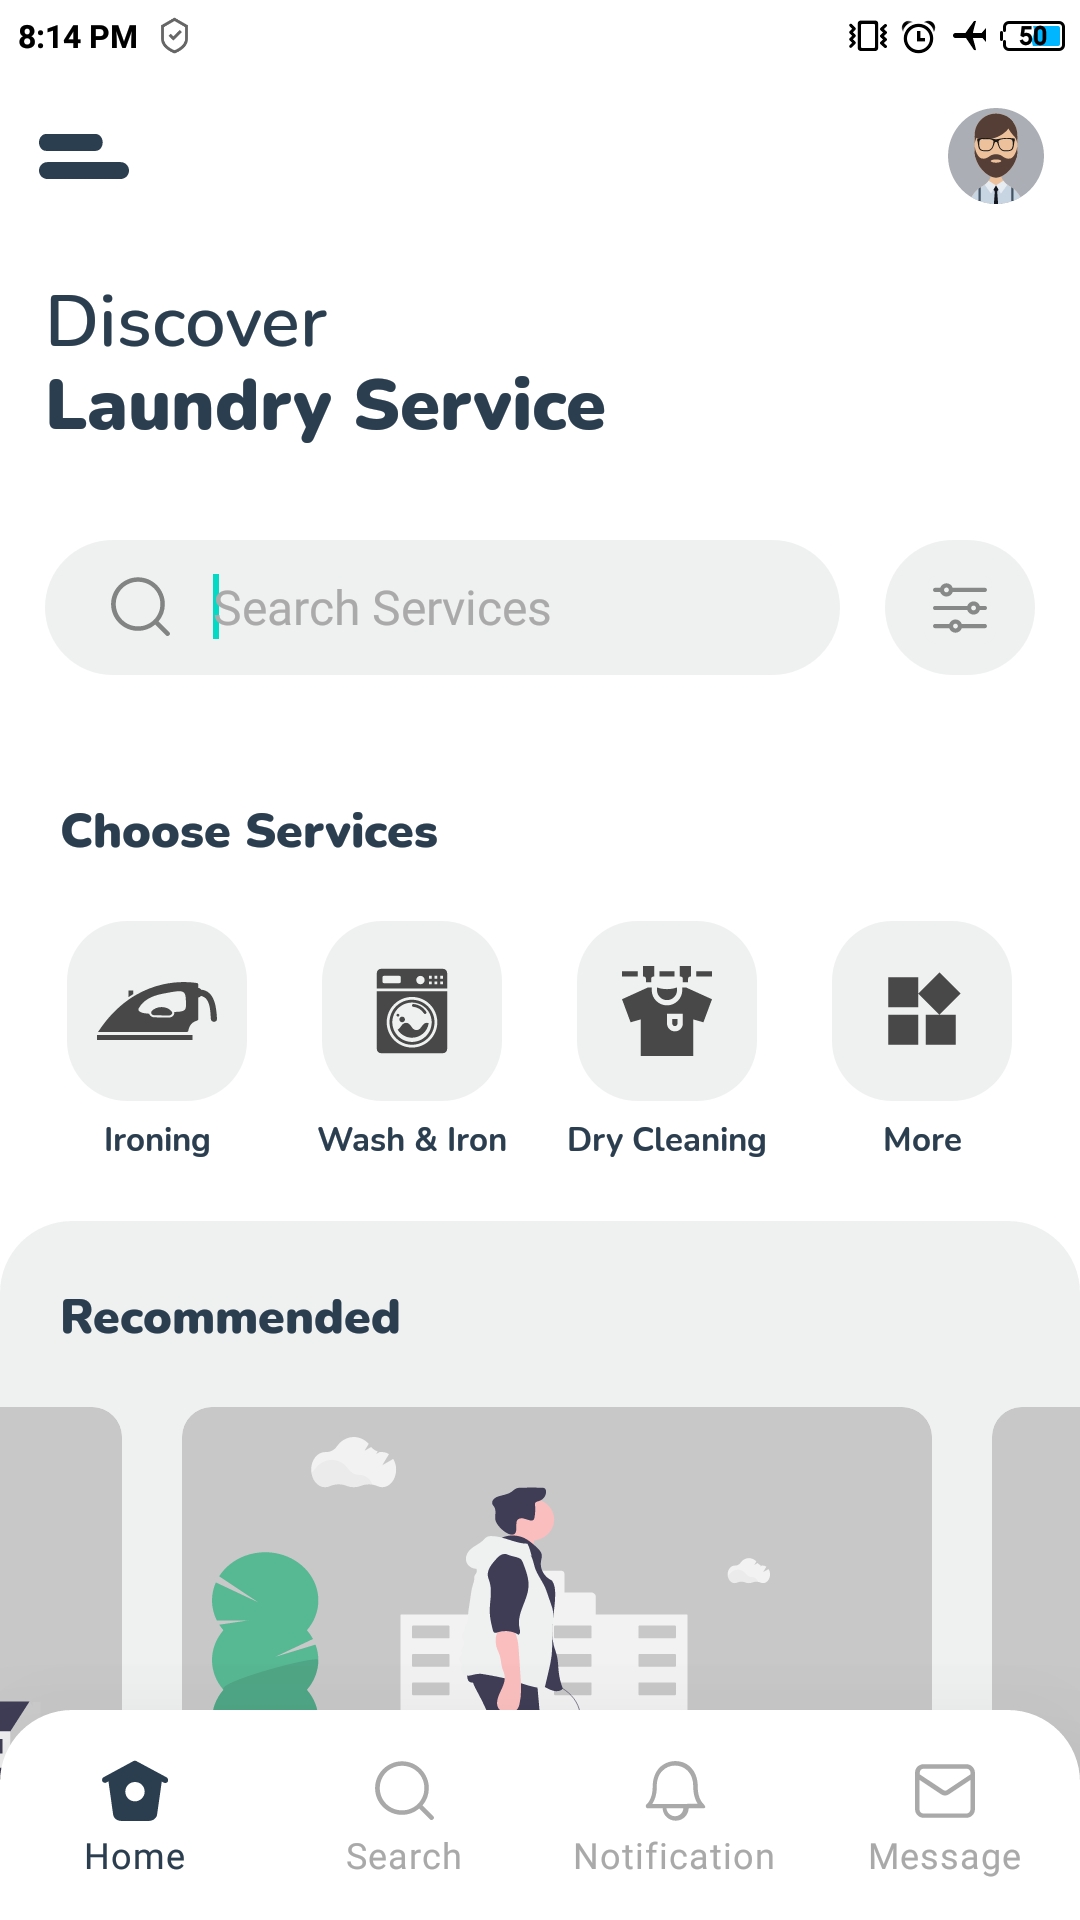 8:14 PM
50
Discover
Laundry Service
Search Services
Choose Services
Ironing
Wash & Iron
Dry Cleaning
More
Recommended
Home
Search
Notification
Message